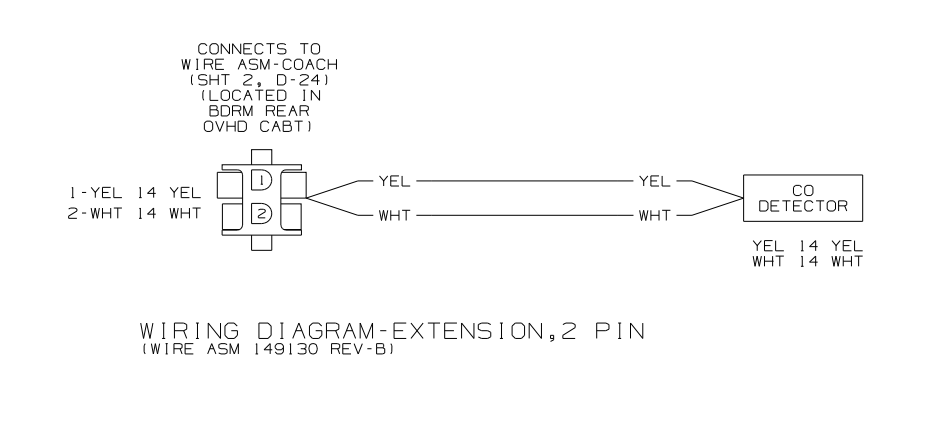 CONNECTS TO
WIRE ASM-COACH
(SHT 2, D-24)
(LOCATED IN
BDRM REAR
OVHD CABT)
1-YEL 14 YEL
2-WHT 14 WHT
1
2
YEL
YEL
WHT
WHT
CO
DETECTOR
YEL 14 YEL
WHT 14 WHT
WIRING DIAGRAM-EXTENSION,2 PIN
(WIRE ASM 149130 REV-B)